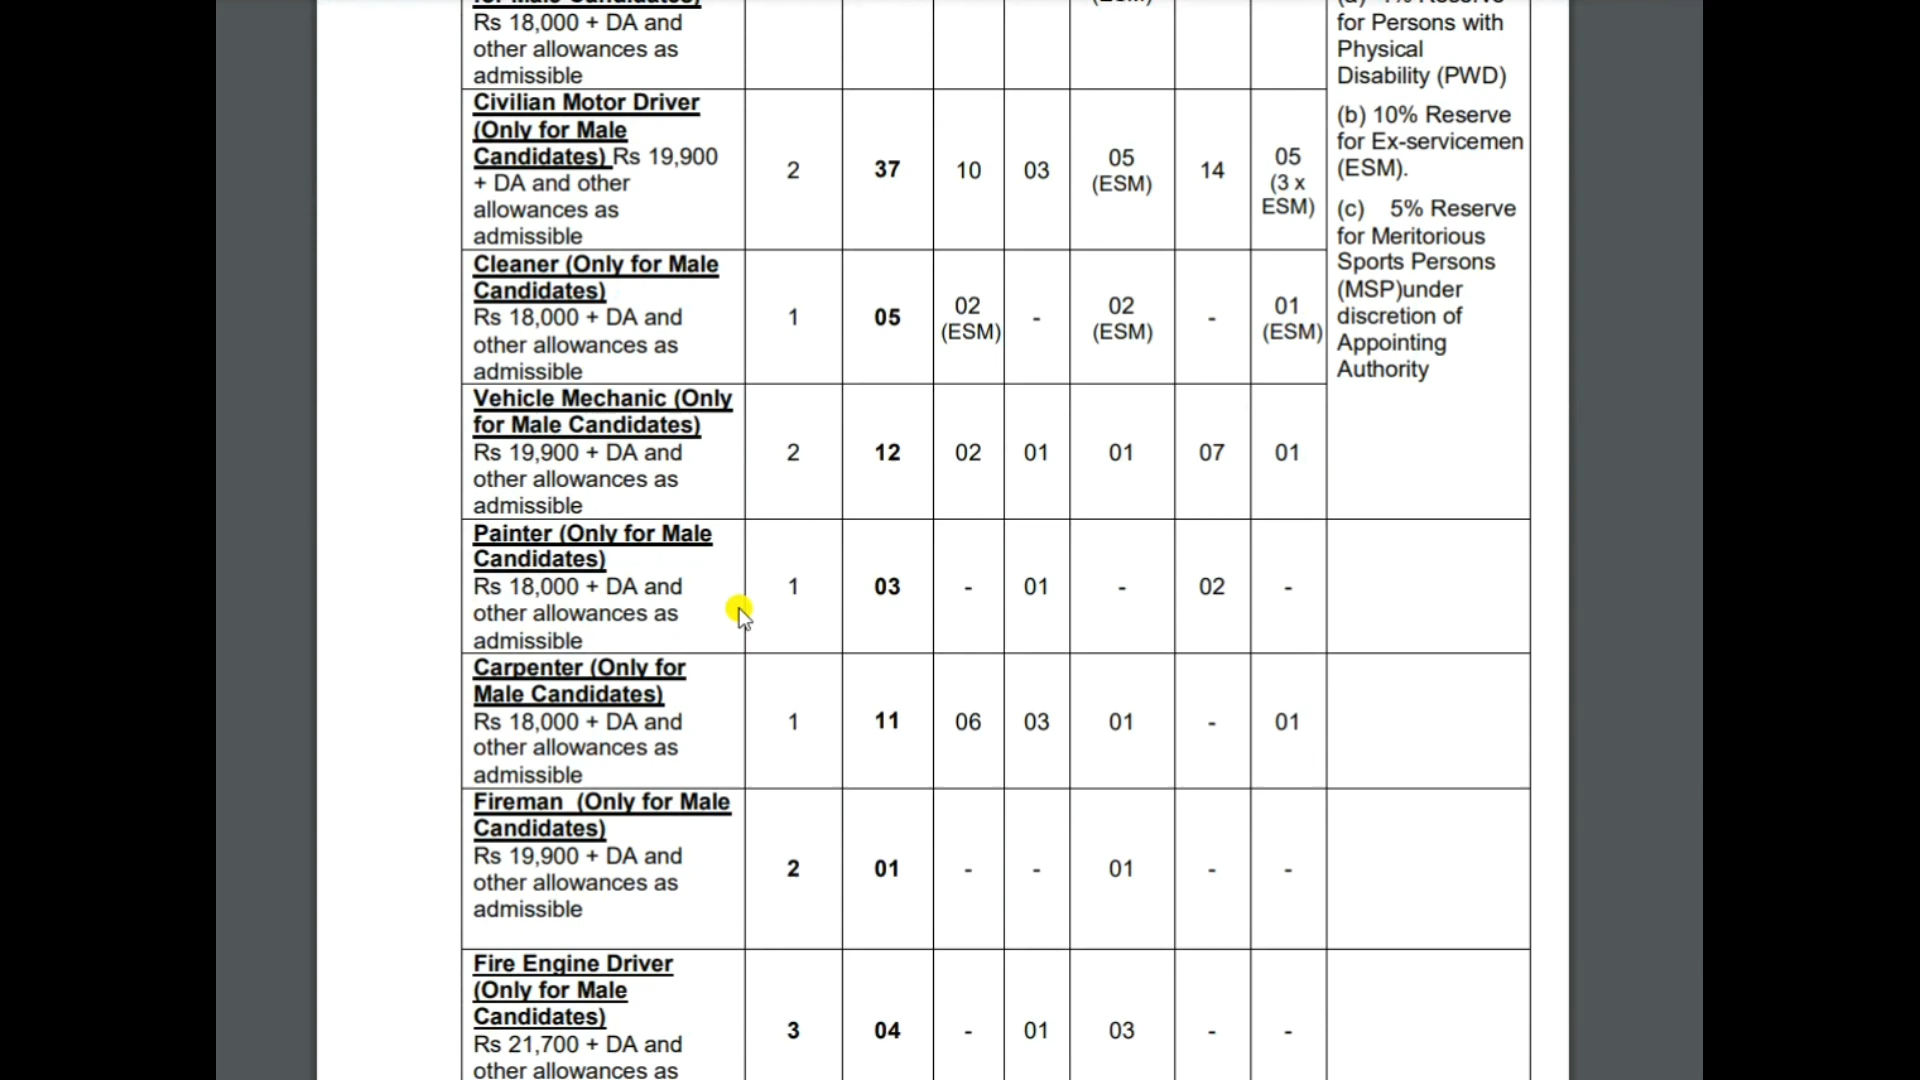 Rs 18,000 + DA and
other allowances as
admissible
for Persons with
Physical
Disability (PWD)
Civilian Motor Driver
(Only for Male
Candidates) Rs 19,900
+ DA and other
allowances as
admissible
2
37
10
03
05
(ESM)
14
05
(3 x
ESM)
(b) 10% Reserve
for Ex-servicemen
(ESM).
(c) 5% Reserve
for Meritorious
Sports Persons
(MSP)under
discretion of
Appointing
Authority
Cleaner (Only for Male
Candidates)
Rs 18,000 + DA and
other allowances as
admissible
1
05
02
(ESM)
-
02
(ESM)
-
01
(ESM)
Vehicle Mechanic (Only
for Male Candidates)
Rs 19,900 + DA and
other allowances as
admissible
2
12
02
01
01
07
01
Painter (Only for Male
Candidates)
Rs 18,000 + DA and
other allowances as
admissible
1
03
-
01
-
02
-
Carpenter (Only for
Male Candidates)
Rs 18,000 + DA and
other allowances as
admissible
1
11
06
03
01
-
01
Fireman (Only for Male
Candidates)
Rs 19,900 + DA and
other allowances as
admissible
2
01
-
-
01
-
-
Fire Engine Driver
(Only for Male
Candidates)
Rs 21,700 + DA and
other allowances as
3
04
-
01
03
-
-